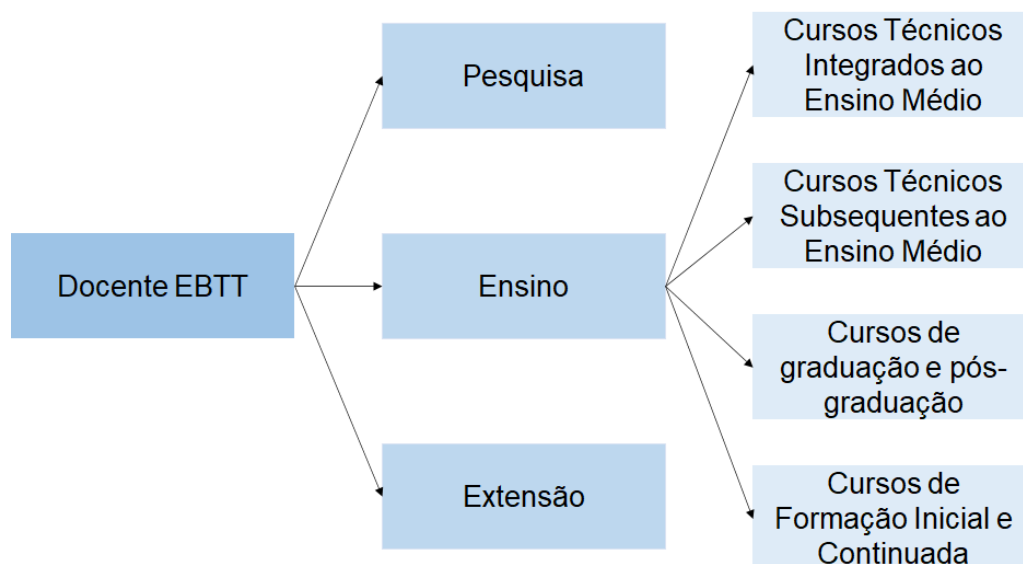 Docente EBTT
Pesquisa
Ensino
Extensão
Cursos Técnicos
Integrados ao
Ensino Médio
Cursos Técnicos
Subsequentes ao
Ensino Médio
Cursos de
graduação e pós-
graduação
Cursos de
Formação Inicial e
Continuada